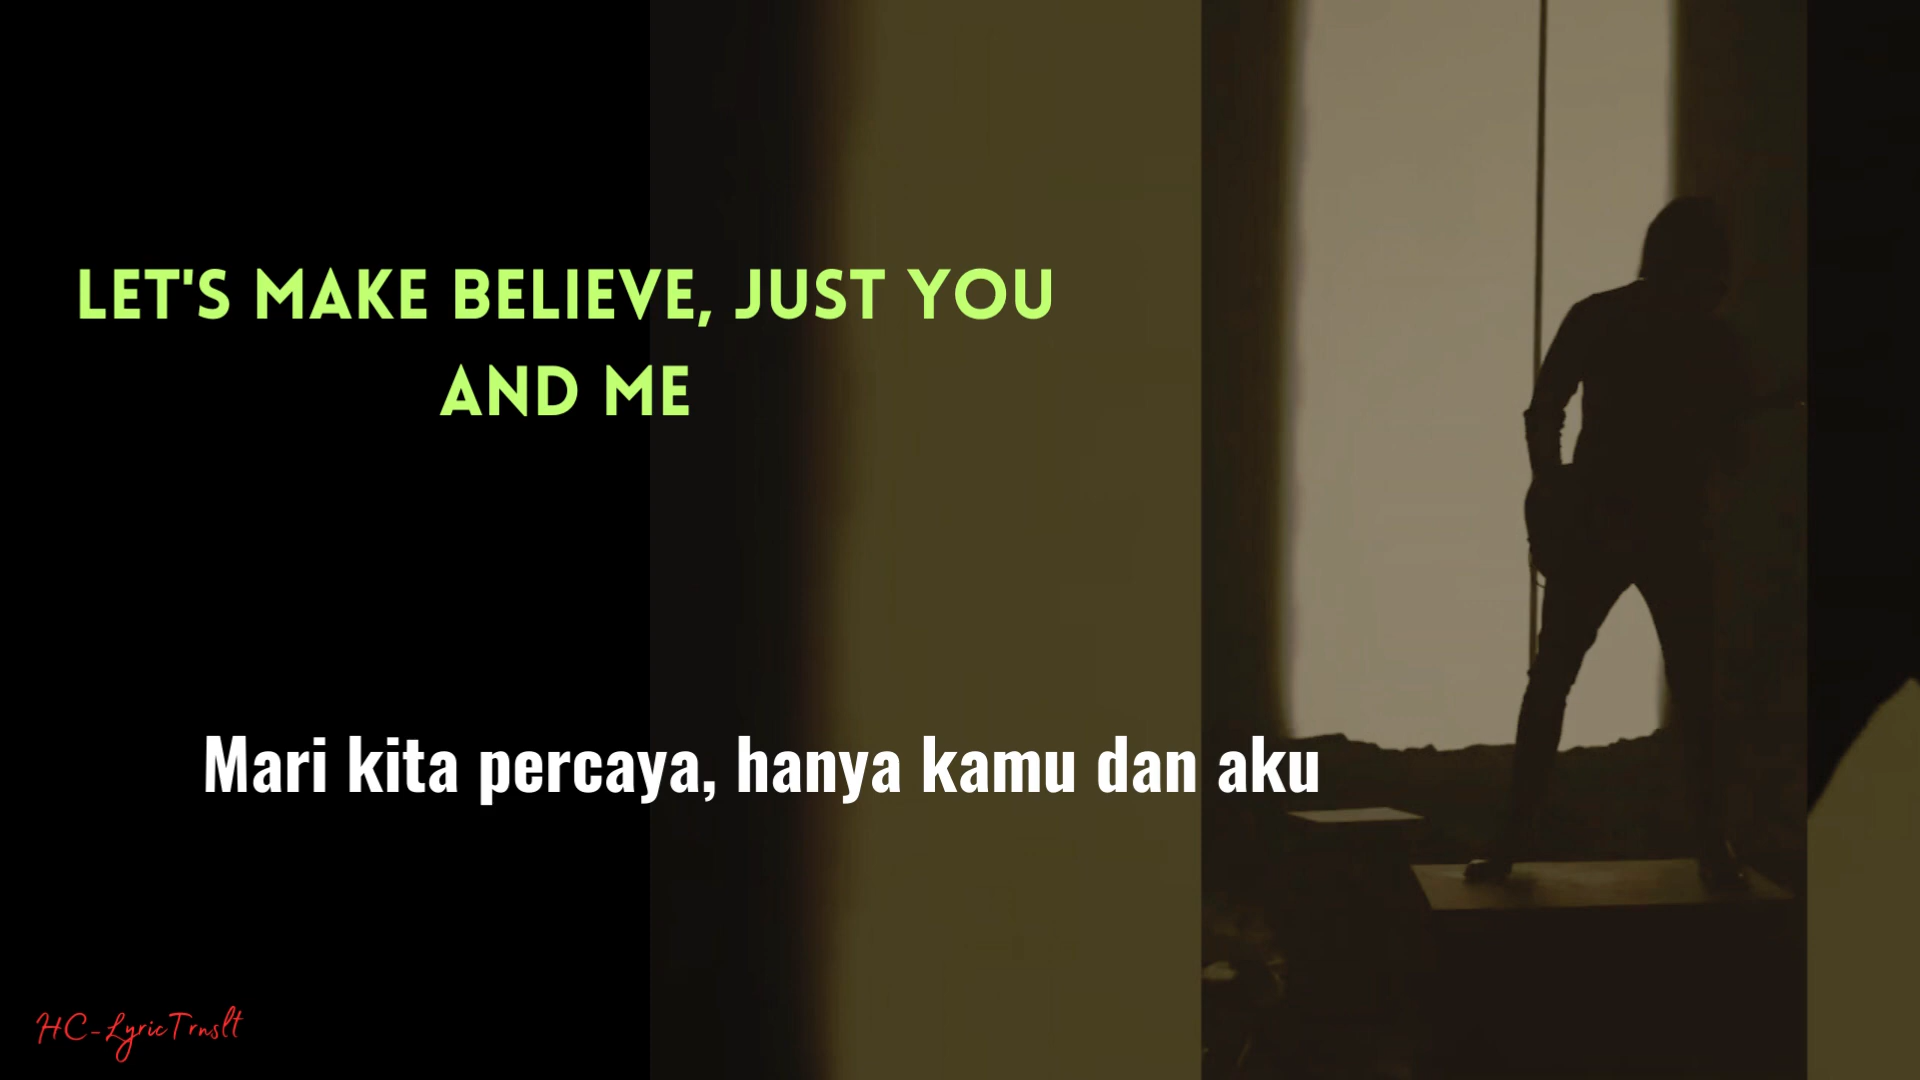 LET'S MAKE BELIEVE, JUST YOU
AND ME
Mari kita percaya, hanya kamu dan aku
HC-LyricTrnslt